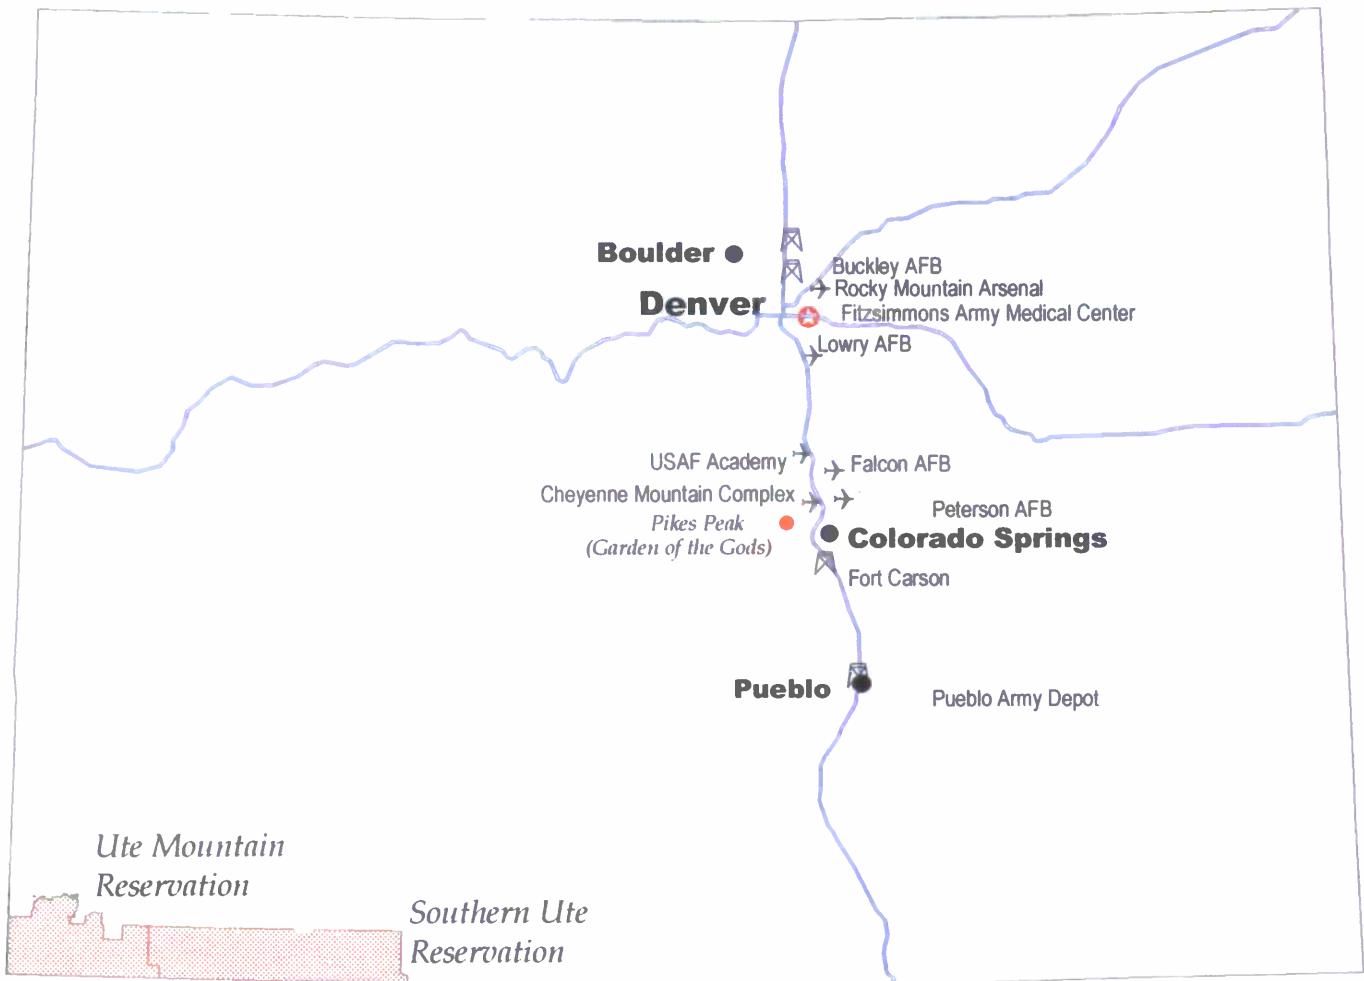 Boulder
Buckley AFB
Rocky Mountain Arsenal
Denver
Fitzsimmons Army Medical Center
Lowry AFB
USAF Academy
Falcon AFB
Cheyenne Mountain Complex
Peterson AFB
Pikes Peak
(Garden of the Gods)
Colorado Springs
Fort Carson
Pueblo
Pueblo Army Depot
Ute Mountain
Reservation
Southern Ute
Reservation